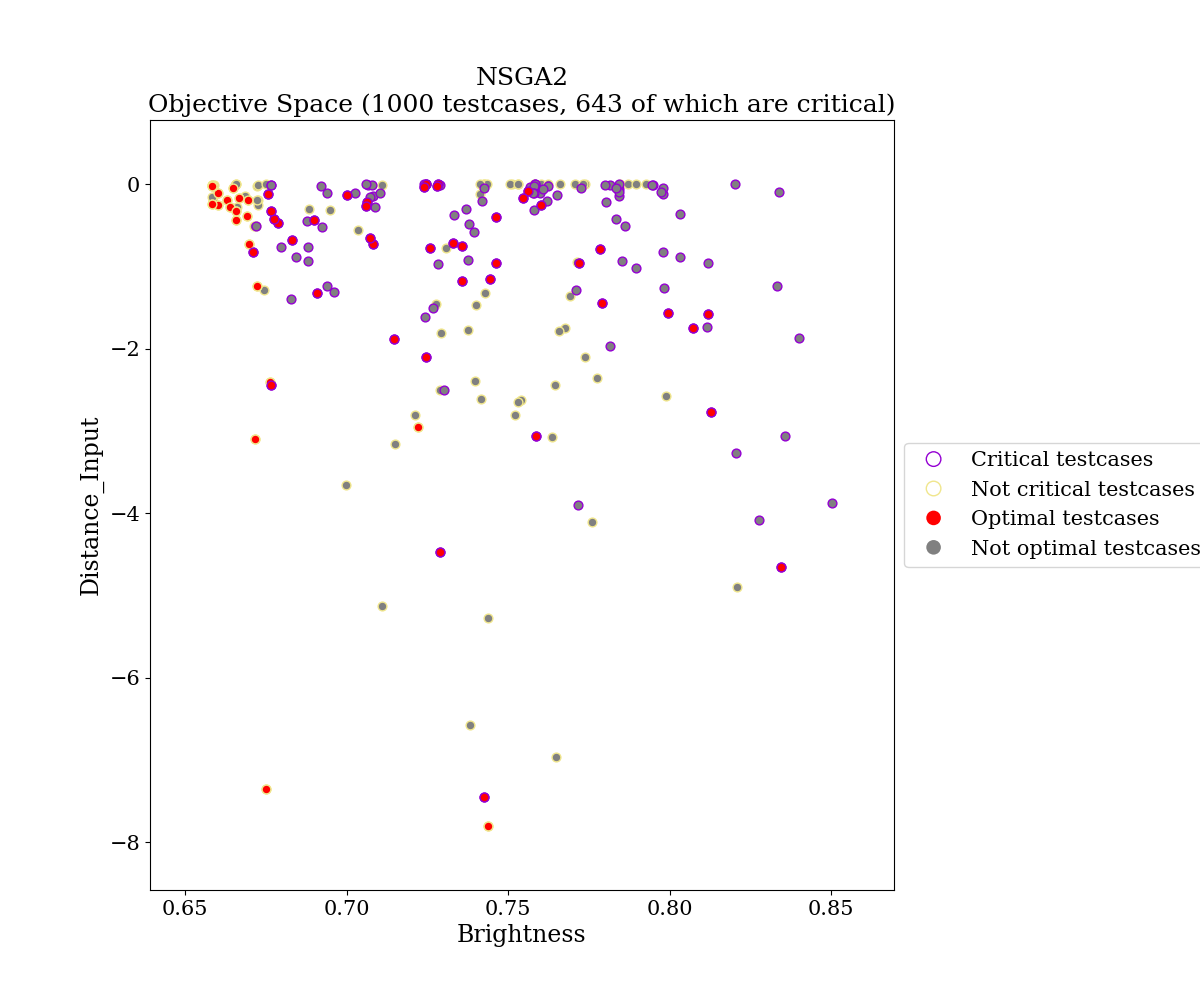 NSGA2
Objective Space (1000 testcases, 643 of which are critical)
0
−2
−4
−6
−8
Distance_Input
0.65
0.70
0.75
0.80
0.85
Brightness
Critical testcases
Not critical testcases
Optimal testcases
Not optimal testcases